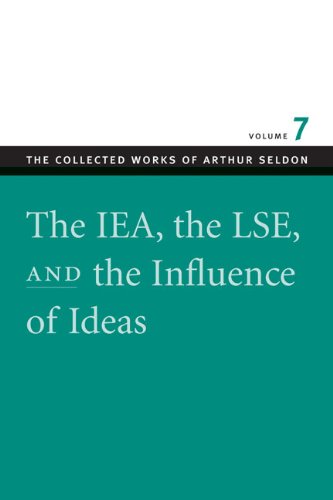 VOLUME 7
THE COLLECTED WORKS OF ARTHUR SELDON
The IEA, the LSE,
AND the Influence
of Ideas